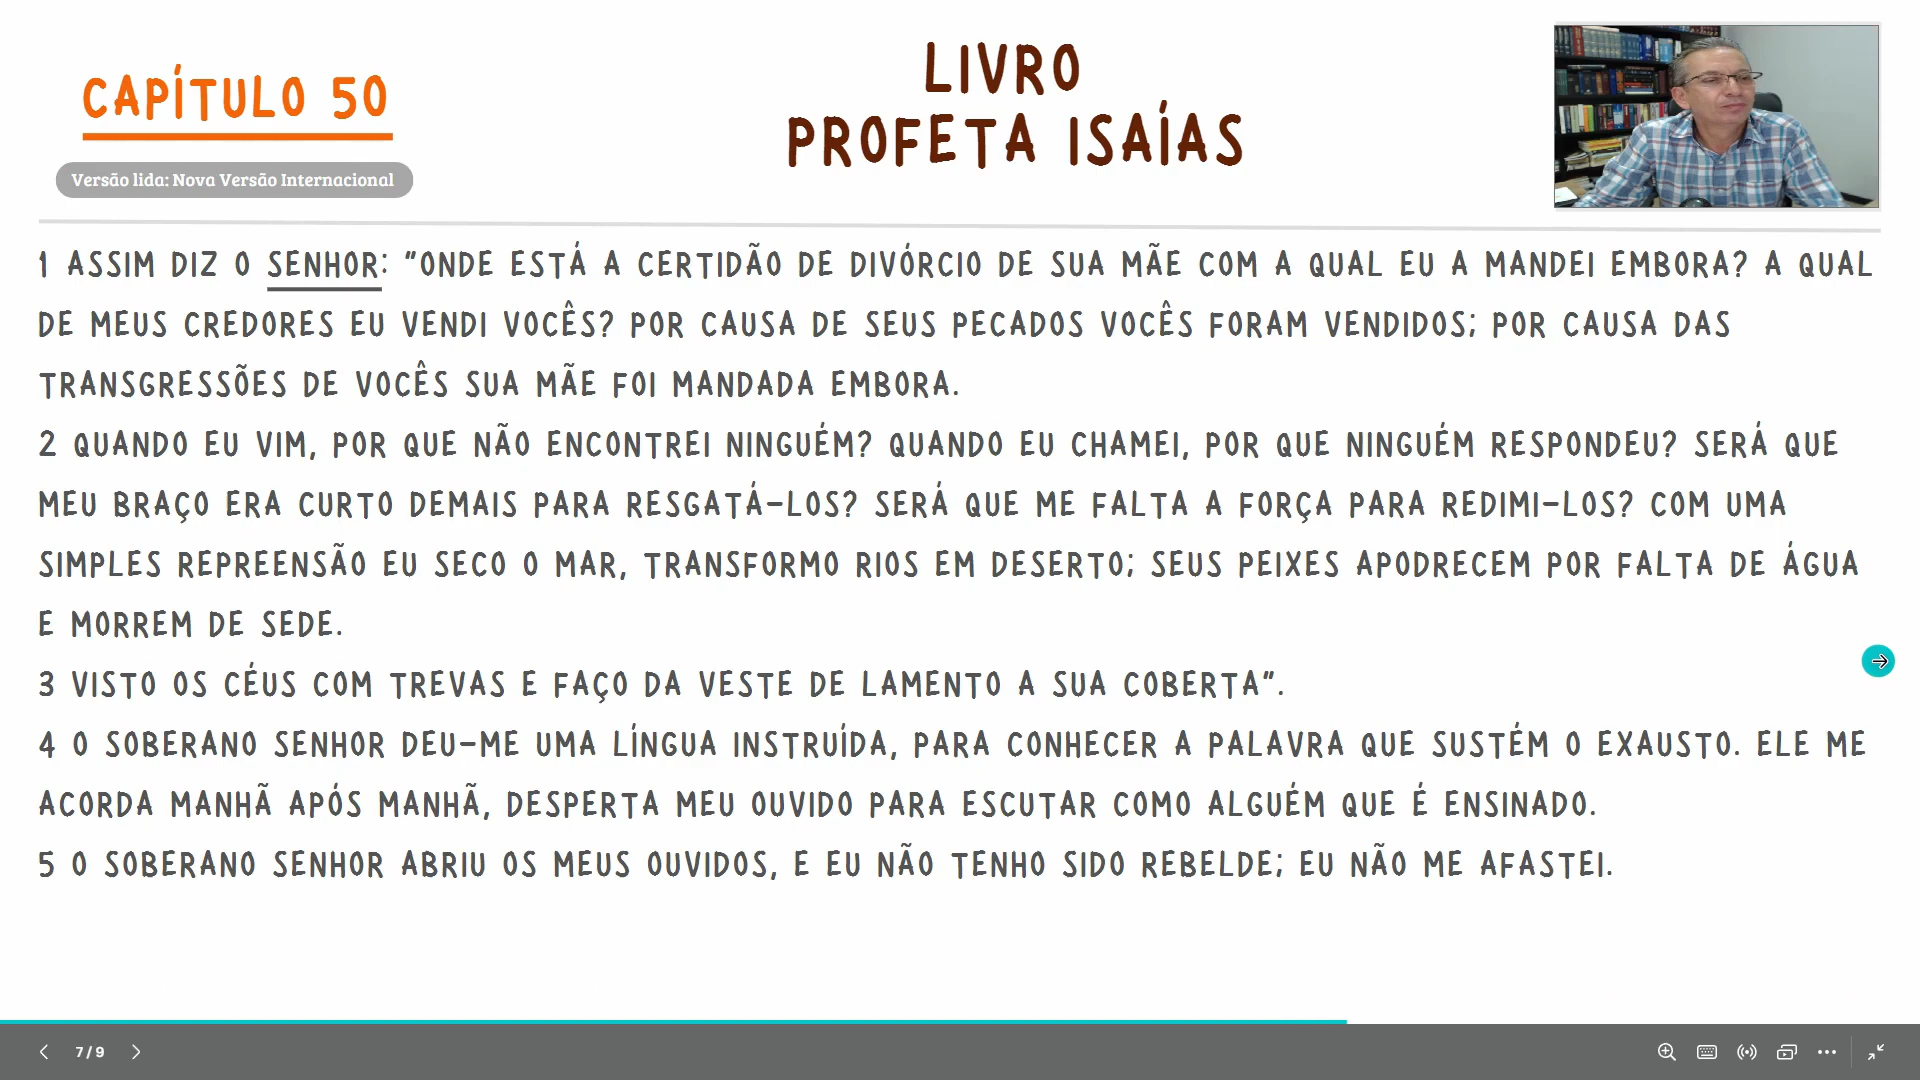 CAPÍTULO 50
Versão lida: Nova Versão Internacional
LIVRO
PROFETA ISAÍAS
1 ASSIM DIZ O SENHOR: "ONDE ESTÁ A CERTIDÃO DE DIVÓRCIO DE SUA MÃE COM A QUAL EU A MANDEI EMBORA? A QUAL
DE MEUS CREDORES EU VENDI VOCÊS? POR CAUSA DE SEUS PECADOS VOCÊS FORAM VENDIDOS; POR CAUSA DAS
TRANSGRESSÕES DE VOCÊS SUA MÃE FOI MANDADA EMBORA.
2 QUANDO EU VIM, POR QUE NÃO ENCONTREI NINGUÉM? QUANDO EU CHAMEI, POR QUE NINGUÉM RESPONDEU? SERÁ QUE
MEU BRAÇO ERA CURTO DEMAIS PARA RESGATÁ-LOS? SERÁ QUE ME FALTA A FORÇA PARA REDIMI-LOS? COM UMA
SIMPLES REPREENSÃO EU SECO O MAR, TRANSFORMO RIOS EM DESERTO; SEUS PEIXES APODRECEM POR FALTA DE ÁGUA
E MORREM DE SEDE.
3 VISTO OS CÉUS COM TREVAS E FAÇO DA VESTE DE LAMENTO A SUA COBERTA".
4 O SOBERANO SENHOR DEU-ME UMA LÍNGUA INSTRUÍDA, PARA CONHECER A PALAVRA QUE SUSTÉM O EXAUSTO. ELE ME
ACORDA MANHÃ APÓS MANHÃ, DESPERTA MEU OUVIDO PARA ESCUTAR COMO ALGUÉM QUE É ENSINADO.
5 O SOBERANO SENHOR ABRIU OS MEUS OUVIDOS, E EU NÃO TENHO SIDO REBELDE; EU NÃO ME AFASTEI.
7/9